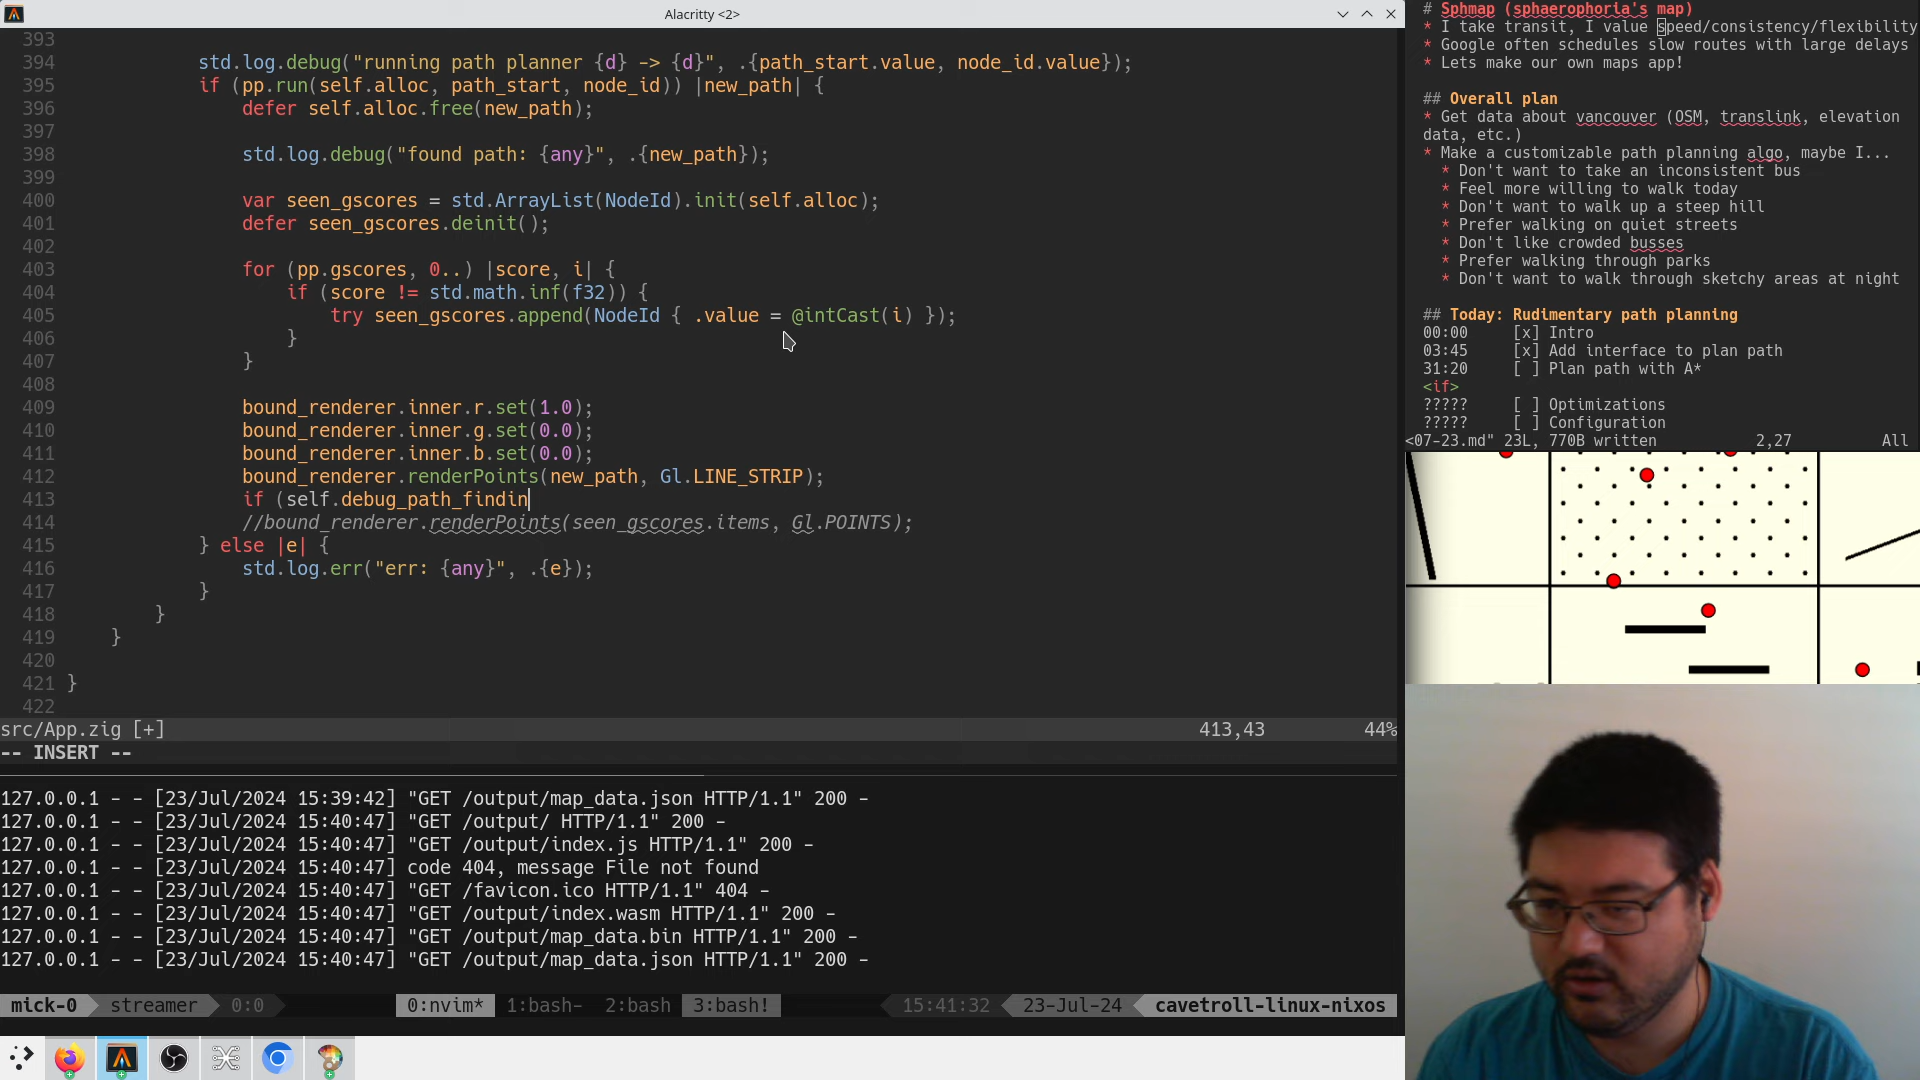 Alacritty <2>
393
394 std.log.debug("running path planner {d} -> {d}", .{path_start.value, node_id.value});
395 if (pp.run(self.alloc, path_start, node_id)) |new_path| {
396 defer self.alloc.free(new_path);
397
398 std.log.debug("found path: {any}", .{new_path});
399
400 var seen_gscores = std.ArrayList(NodeId).init(self.alloc);
401 defer seen_gscores.deinit();
402
403 for (pp.gscores, 0..) |score, i| {
404 if (score != std.math.inf(f32)) {
405 try seen_gscores.append(NodeId { .value = @intCast(i) });
406 }
407 }
408
409 bound_renderer.inner.r.set(1.0);
410 bound_renderer.inner.g.set(0.0);
411 bound_renderer.inner.b.set(0.0);
412 bound_renderer.renderPoints(new_path, Gl.LINE_STRIP);
413 if (self.debug_path_findin
414 //bound_renderer.renderPoints(seen_gscores.items, Gl.POINTS);
415 } else |e| {
416 std.log.err("err: {any}", .{e});
417 }
418 }
419 }
420
421 }
422
src/App.zig [+] 413,43 44%
-- INSERT --
127.0.0.1 - - [23/Jul/2024 15:39:42] "GET /output/map_data.json HTTP/1.1" 200 -
127.0.0.1 - - [23/Jul/2024 15:40:47] "GET /output/ HTTP/1.1" 200 -
127.0.0.1 - - [23/Jul/2024 15:40:47] "GET /output/index.js HTTP/1.1" 200 -
127.0.0.1 - - [23/Jul/2024 15:40:47] code 404, message File not found
127.0.0.1 - - [23/Jul/2024 15:40:47] "GET /favicon.ico HTTP/1.1" 404 -
127.0.0.1 - - [23/Jul/2024 15:40:47] "GET /output/index.wasm HTTP/1.1" 200 -
127.0.0.1 - - [23/Jul/2024 15:40:47] "GET /output/map_data.bin HTTP/1.1" 200 -
127.0.0.1 - - [23/Jul/2024 15:40:47] "GET /output/map_data.json HTTP/1.1" 200 -
mick-0 streamer 0:0 0:nvim* 1:bash- 2:bash 3:bash! 15:41:32 23-Jul-24 cavetroll-linux-nixos
# Sphmap (sphaerophoria's map)
* I take transit, I value speed/consistency/flexibility
* Google often schedules slow routes with large delays
* Lets make our own maps app!
## Overall plan
* Get data about vancouver (OSM, translink, elevation
data, etc.)
* Make a customizable path planning algo, maybe I...
* Don't want to take an inconsistent bus
* Feel more willing to walk today
* Don't want to walk up a steep hill
* Prefer walking on quiet streets
* Don't like crowded busses
* Prefer walking through parks
* Don't want to walk through sketchy areas at night
## Today: Rudimentary path planning
00:00 [x] Intro
03:45 [x] Add interface to plan path
31:20 [ ] Plan path with A*
<if>
????? [ ] Optimizations
????? [ ] Configuration
<07-23.md" 23L, 770B written 2,27 All